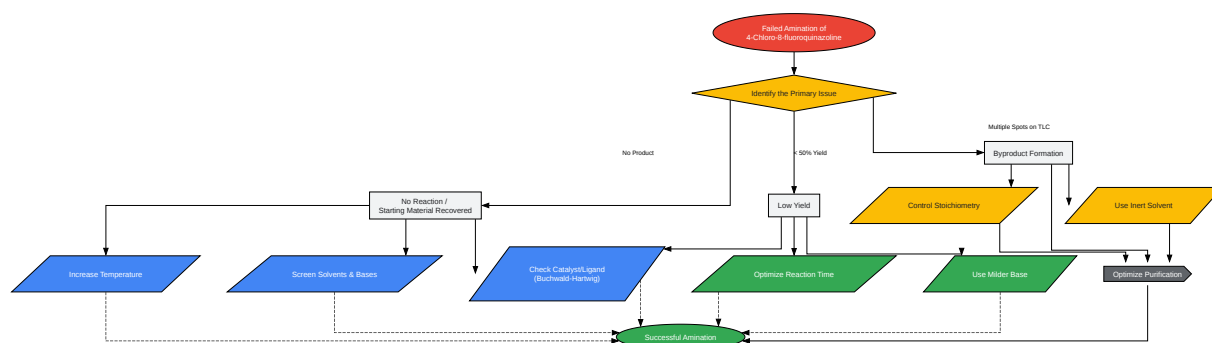 Failed Amination of
4-Chloro-8-fluoroquinazoline
Identify the Primary Issue
Multiple Spots on TLC
No Product
< 50% Yield
Byproduct Formation
No Reaction /
Starting Material Recovered
Low Yield
Control Stoichiometry
Use Inert Solvent
Increase Temperature
Screen Solvents & Bases
Check Catalyst/Ligand
(Buchwald-Hartwig)
Optimize Reaction Time
Use Milder Base
Optimize Purification
Successful Amination